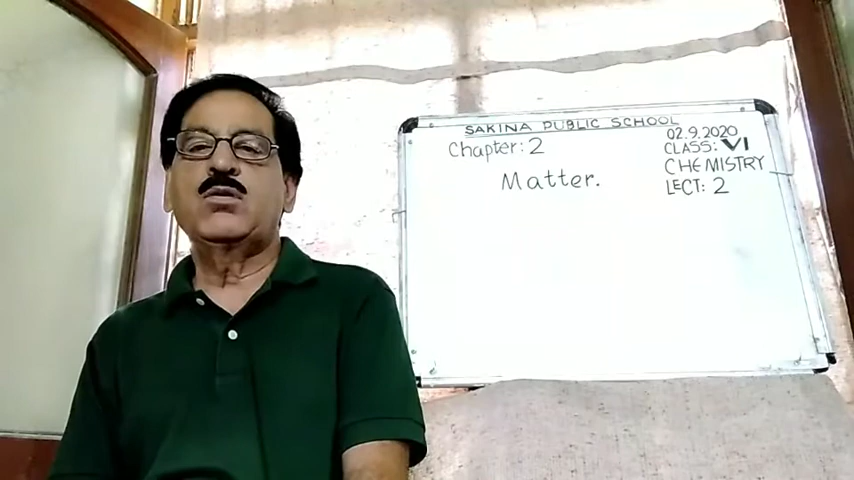 SAKINA PUBLIC SCHOOL
02.9.2020
Chapter: 2
CLASS: VI
CHEMISTRY
Matter.
LECT: 2